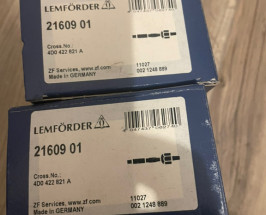 LEMFÖRDER
21609 01
Cross.No:
4D0 422 821 A
11027
ZF Services, www.zf.com
002 1248 889
Made in GERMANY
LEMFÖRDER
21609 01
Cross.No:
4D0 422 821 A
11027
ZF Services, www.zf.com
002 1248 889
Made in GERMANY